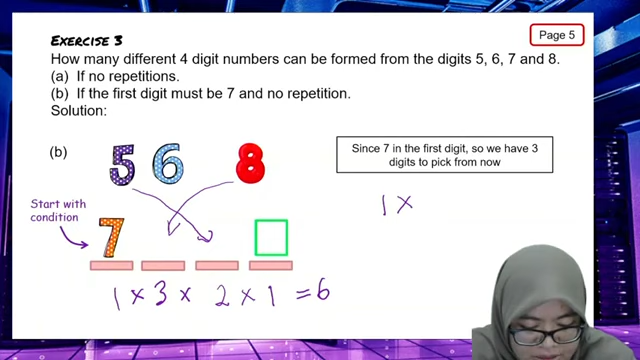 Exercise 3
Page 5
How many different 4 digit numbers can be formed from the digits 5, 6, 7 and 8.
(a) If no repetitions.
(b) If the first digit must be 7 and no repetition.
Solution:
(b)
5 6 8
Since 7 in the first digit, so we have 3
digits to pick from now
Start with
condition
7
1 ×
1 × 3 × 2 × 1 = 6